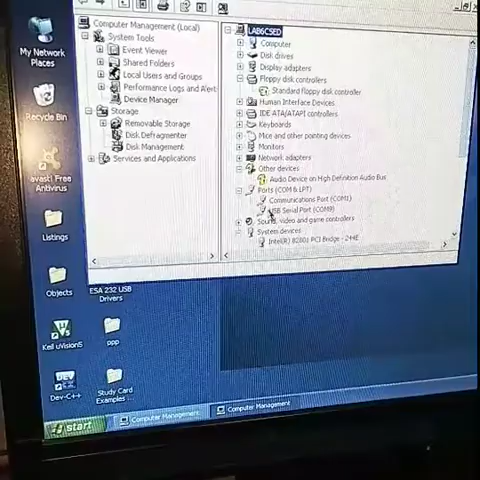 My Network
Places
Recycle Bin
avast! Free
Antivirus
Listings
Objects
Keil uVision5
Dev-C++
ESA 232 USB
Drivers
ppp
Study Card
Examples ...
Computer Management (Local)
System Tools
Event Viewer
Shared Folders
Local Users and Groups
Performance Logs and Alert
Device Manager
Storage
Removable Storage
Disk Defragmenter
Disk Management
Services and Applications
LAB6CSED
Computer
Disk drives
Display adapters
Floppy disk controllers
Standard floppy disk controller
Human Interface Devices
IDE ATA/ATAPI controllers
Keyboards
Mice and other pointing devices
Monitors
Network adapters
Other devices
Audio Device on High Definition Audio Bus
Ports (COM & LPT)
Communications Port (COM1)
USB Serial Port (COM9)
Sound, video and game controllers
System devices
Intel(R) 82801 PCI Bridge - 244E
start
Computer Management
Computer Management